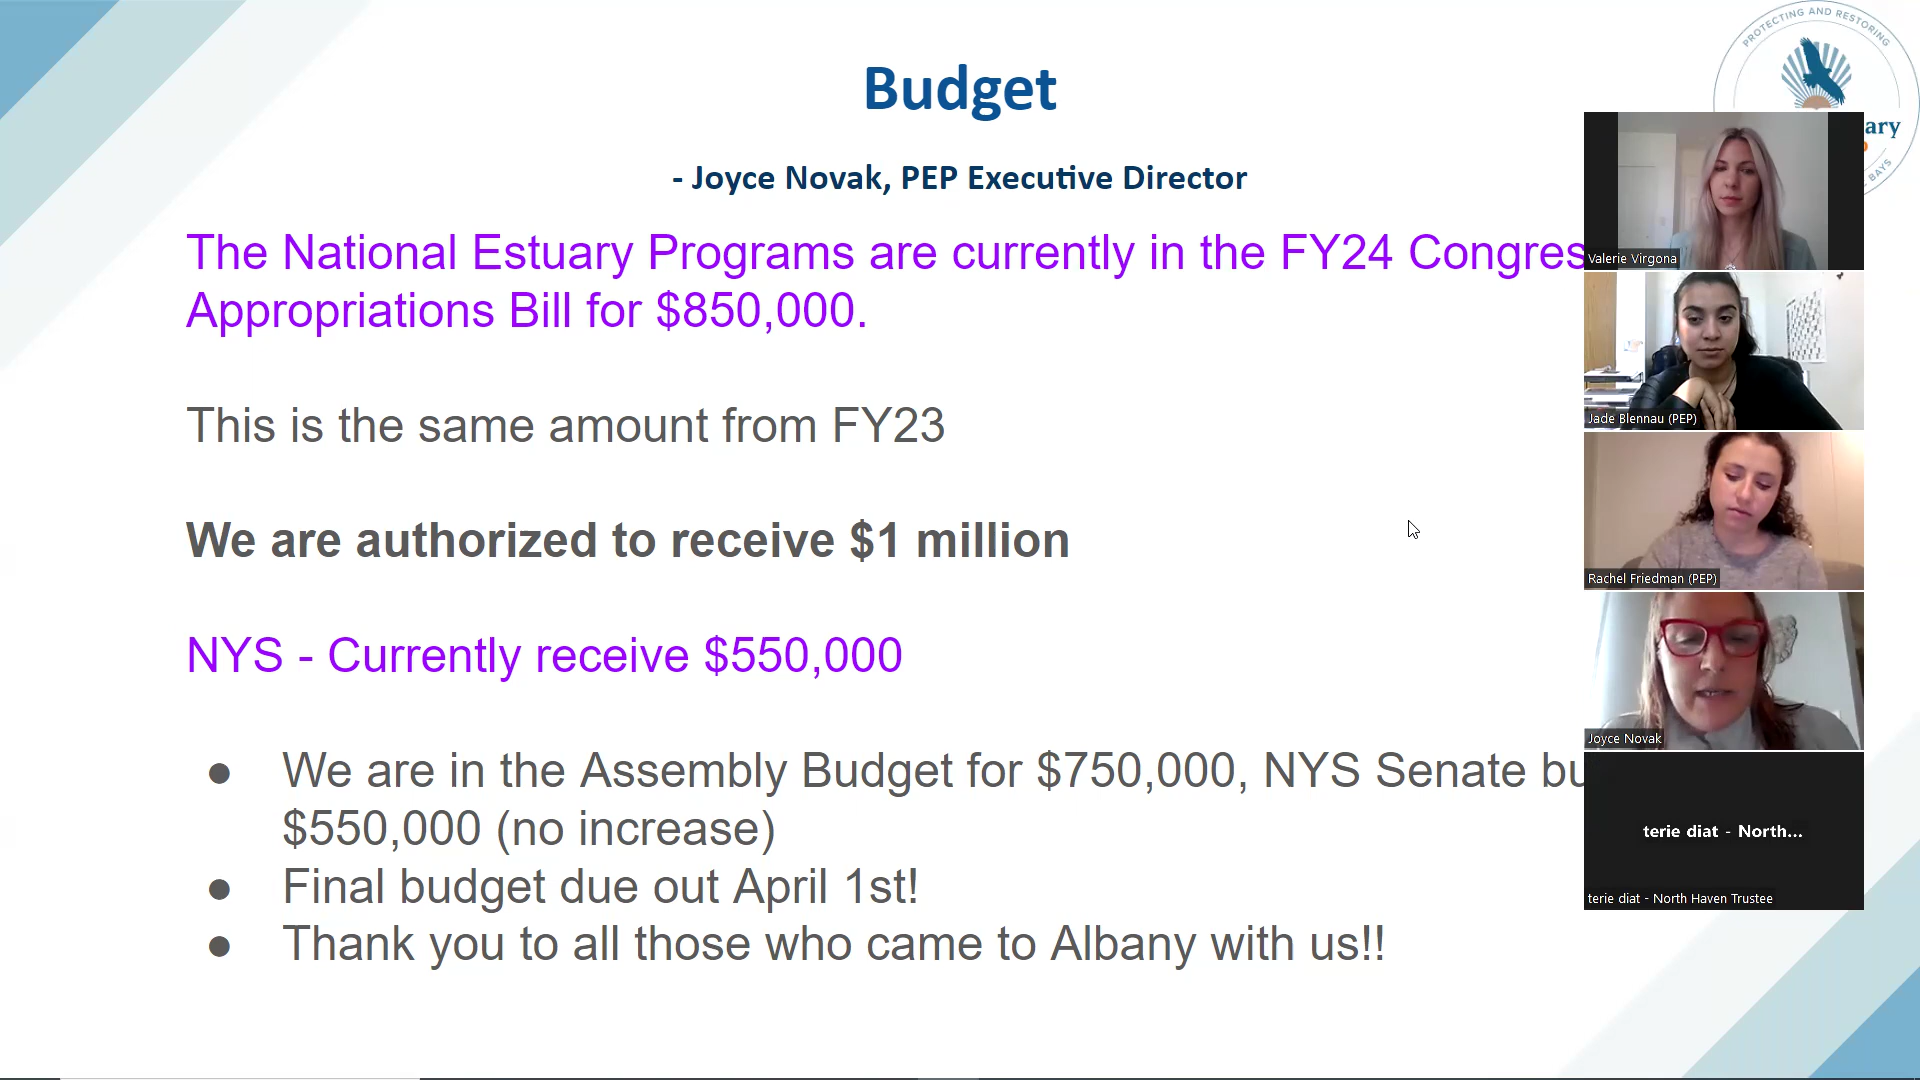 Budget
- Joyce Novak, PEP Executive Director
The National Estuary Programs are currently in the FY24 Congres
Appropriations Bill for $850,000.
This is the same amount from FY23
We are authorized to receive $1 million
NYS - Currently receive $550,000
● We are in the Assembly Budget for $750,000, NYS Senate bu
$550,000 (no increase)
● Final budget due out April 1st!
● Thank you to all those who came to Albany with us!!
PROTECTING AND RESTORING
ary
BAYS
Valerie Virgona
Jade Blennau (PEP)
Rachel Friedman (PEP)
Joyce Novak
terie diat - North...
terie diat - North Haven Trustee